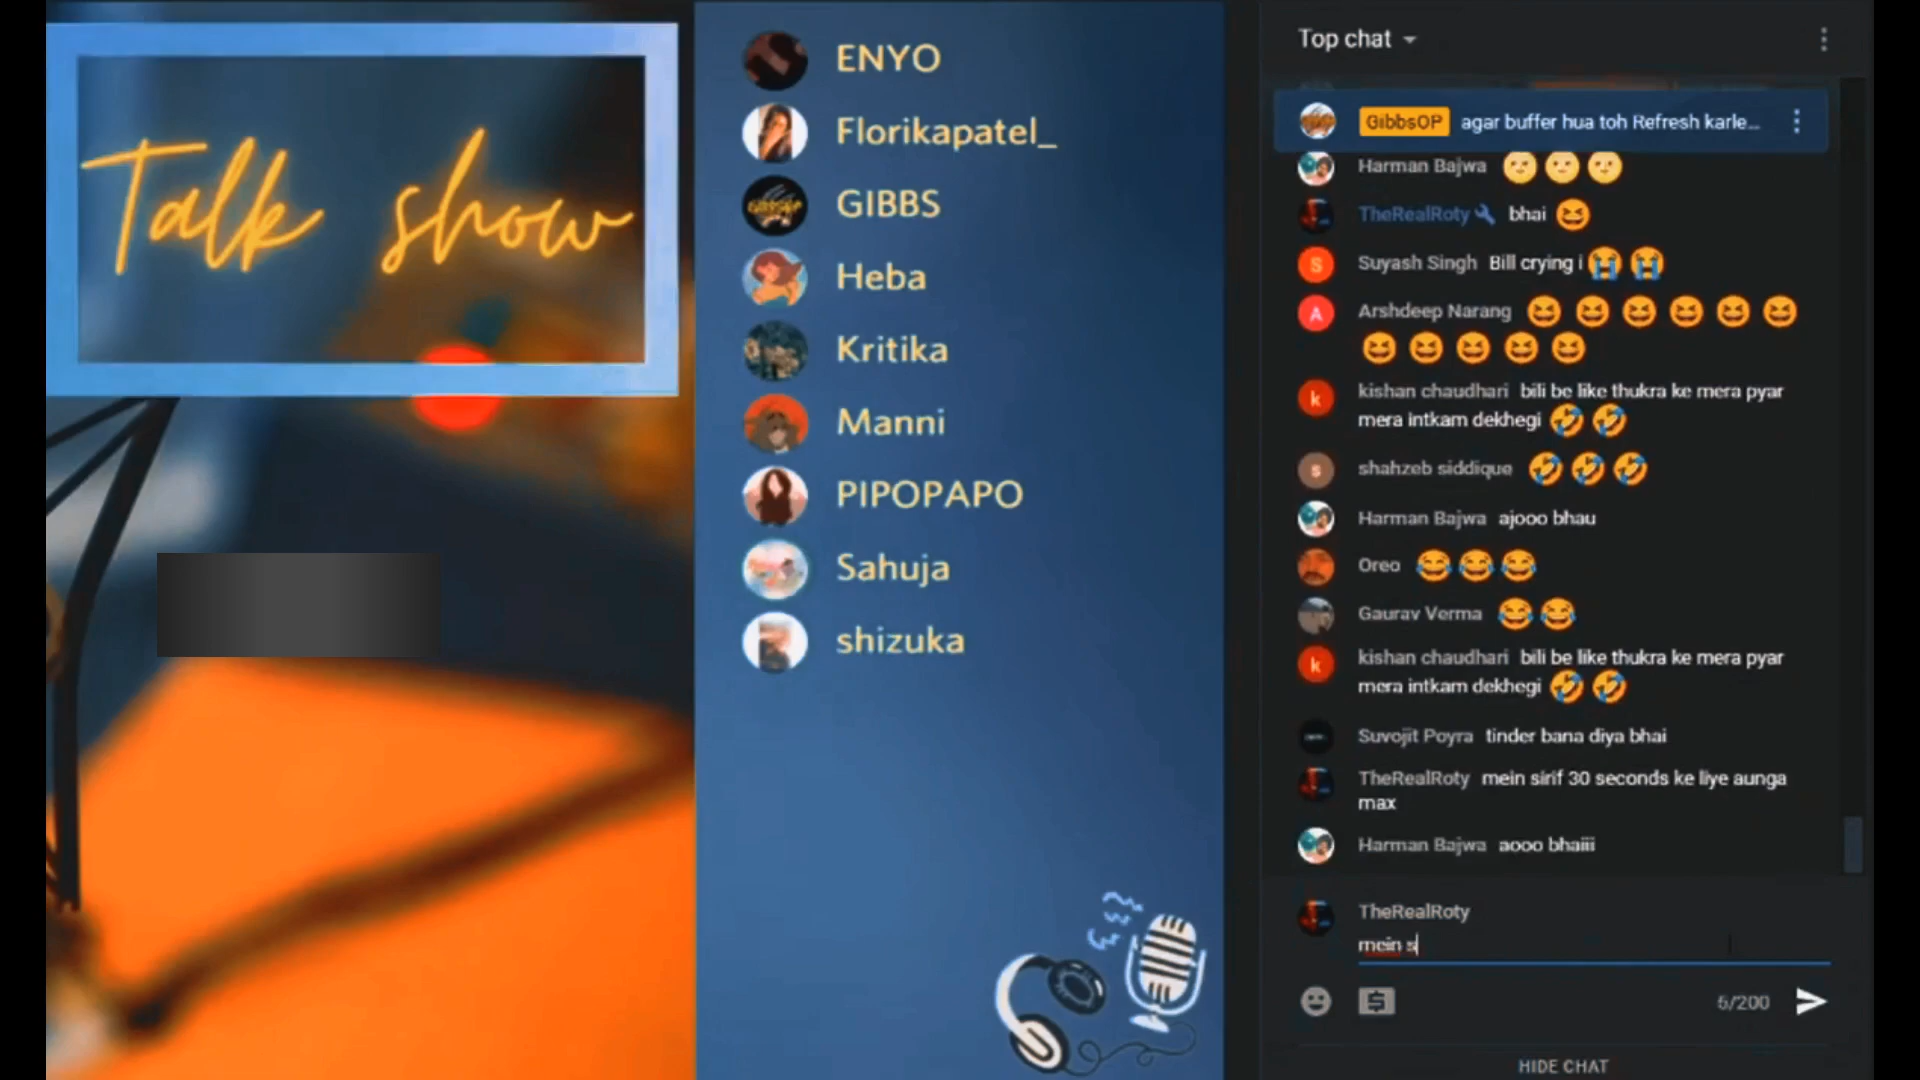 Talk show
ENYO
Florikapatel_
GIBBS
Heba
Kritika
Manni
PIPOPAPO
Sahuja
shizuka
Top chat
GibbsOP agar buffer hua toh Refresh karle...
Harman Bajwa
TheRealRoty bhai
S
Suyash Singh Bill crying i
A
Arshdeep Narang
k
kishan chaudhari bili be like thukra ke mera pyar
mera intkam dekhegi
s
shahzeb siddique
Harman Bajwa ajooo bhau
Oreo
Gaurav Verma
k
kishan chaudhari bili be like thukra ke mera pyar
mera intkam dekhegi
Suvojit Poyra tinder bana diya bhai
TheRealRoty mein sirif 30 seconds ke liye aunga
max
Harman Bajwa aooo bhaiii
TheRealRoty
mein s
6/200
HIDE CHAT